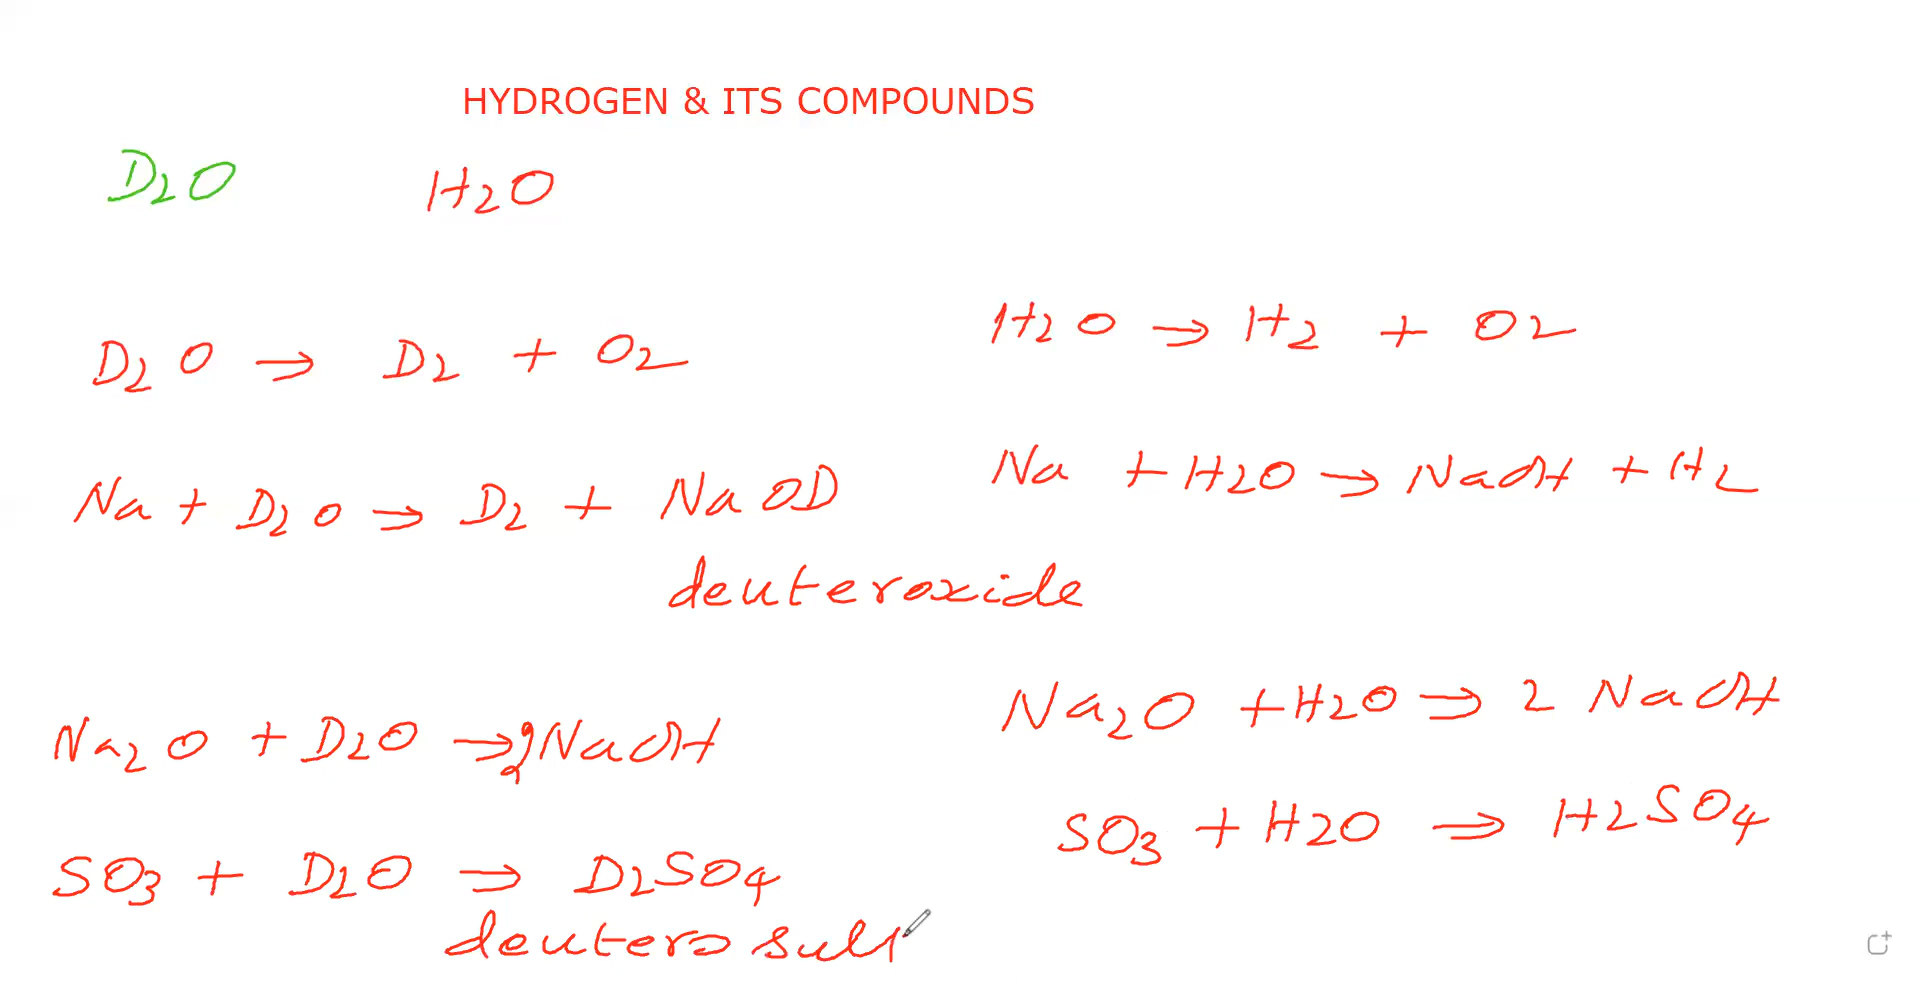 HYDROGEN & ITS COMPOUNDS
D2O H2O
D2O → D2 + O2
H2O → H2 + O2
Na + D2O → D2 + NaOD
deuteroxide
Na + H2O → NaOH + H2
Na2O + D2O → 2NaOH
Na2O + H2O → 2 NaOH
SO3 + D2O → D2SO4
deutero sulf
SO3 + H2O → H2SO4